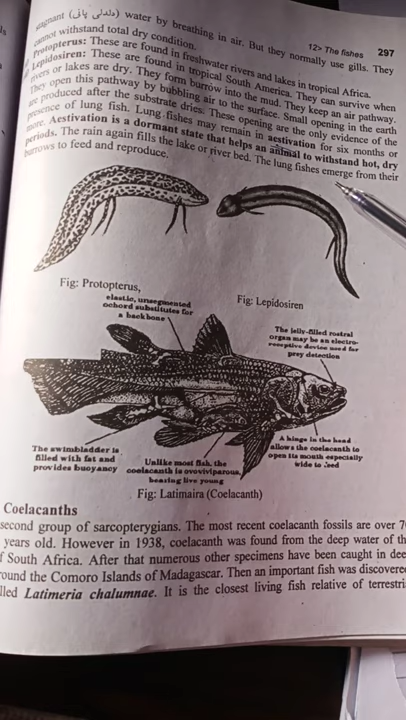 12> The fishes 297
stagnant (دلدلی پانی) water by breathing in air. But they normally use gills. They
cannot withstand total dry condition.
Protopterus: These are found in freshwater rivers and lakes in tropical Africa.
Lepidosiren: These are found in tropical South America. They can survive when
rivers or lakes are dry. They form burrow into the mud. They keep an air pathway.
They open this pathway by bubbling air to the surface. Small opening in the earth
are produced after the substrate dries. These opening are the only evidence of the
presence of lung fish. Lung fishes may remain in aestivation for six months or
more. Aestivation is a dormant state that helps an animal to withstand hot, dry
periods. The rain again fills the lake or river bed. The lung fishes emerge from their
burrows to feed and reproduce.
Fig: Protopterus,
Fig: Lepidosiren
elastic, unsegmented
ochord substitutes for
a backbone
The jelly-filled rostral
organ may be an electro-
receptive device used for
prey detection
The swimbladder is
filled with fat and
provides buoyancy
Unlike most fish, the
coelacanth is ovoviviparous,
bearing live young
A hinge in the head
allows the coelacanth to
open its mouth especially
wide to feed
Fig: Latimaira (Coelacanth)
Coelacanths
second group of sarcopterygians. The most recent coelacanth fossils are over 7
years old. However in 1938, coelacanth was found from the deep water of th
f South Africa. After that numerous other specimens have been caught in dee
round the Comoro Islands of Madagascar. Then an important fish was discovere
lled Latimeria chalumnae. It is the closest living fish relative of terrestri